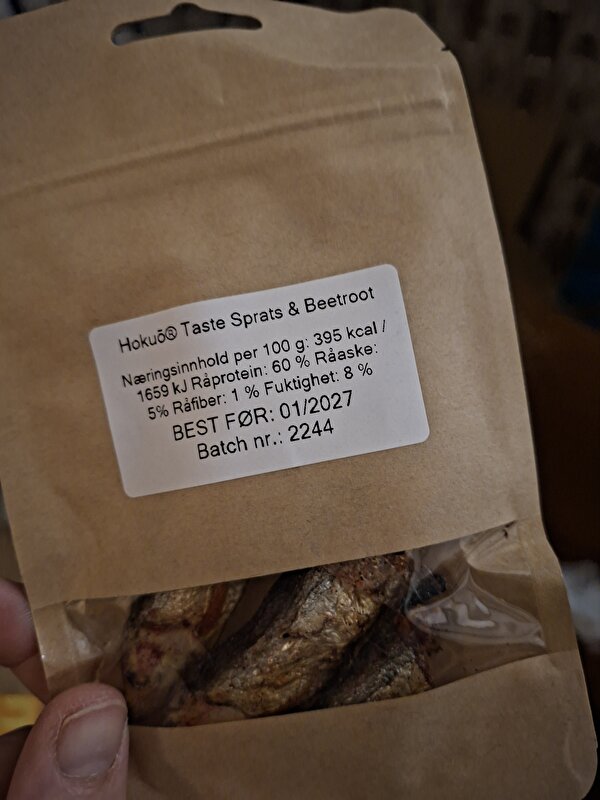 Hokuō® Taste Sprats & Beetroot
Næringsinnhold per 100 g: 395 kcal /
1659 kJ Råprotein: 60 % Råaske:
5% Råfiber: 1 % Fuktighet: 8 %
BEST FØR: 01/2027
Batch nr.: 2244